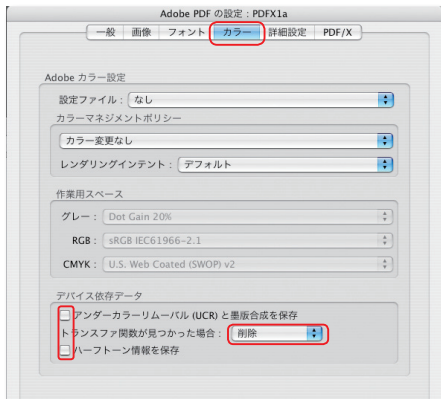 Adobe PDF の設定：PDFX1a
一般 画像 フォント カラー 詳細設定 PDF/X
Adobe カラー設定
設定ファイル： なし
カラーマネジメントポリシー
カラー変更なし
レンダリングインテント： デフォルト
作業用スペース
グレー： Dot Gain 20%
RGB： sRGB IEC61966-2.1
CMYK： U.S. Web Coated (SWOP) v2
デバイス依存データ
アンダーカラーリムーバル (UCR) と墨版合成を保存
トランスファ関数が見つかった場合： 削除
ハーフトーン情報を保存